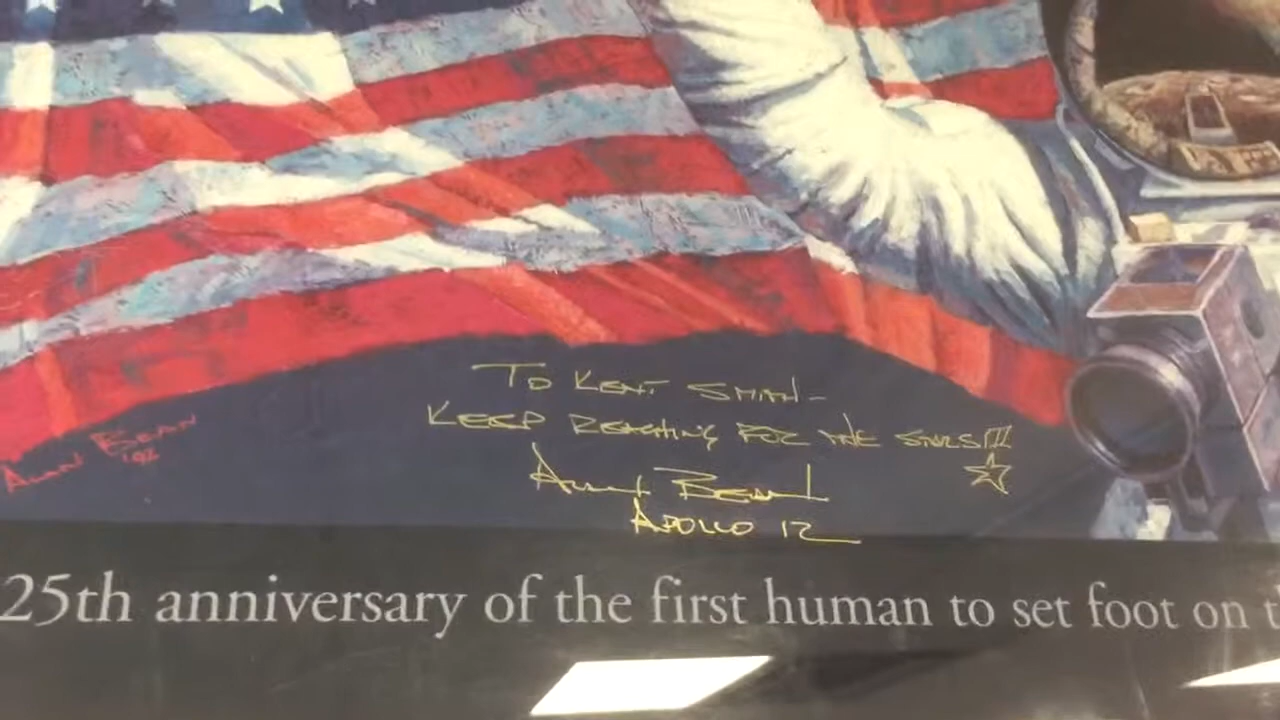 Alan Bean
'92
To Kent Smith-
Keep Reaching for the Stars!!!
Alan Bean
Apollo 12
25th anniversary of the first human to set foot on t